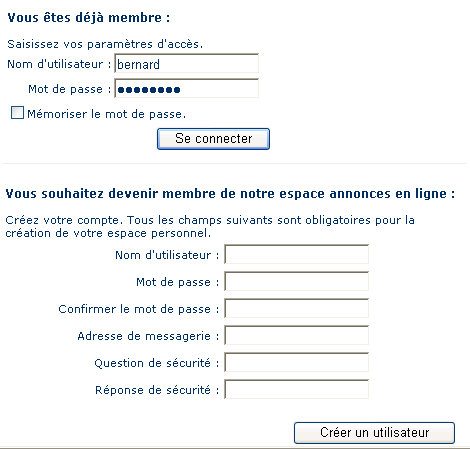 Vous êtes déjà membre :
Saisissez vos paramètres d'accès.
Nom d'utilisateur : bernard
Mot de passe : ●●●●●●●●
Mémoriser le mot de passe.
Se connecter
Vous souhaitez devenir membre de notre espace annonces en ligne :
Créez votre compte. Tous les champs suivants sont obligatoires pour la
création de votre espace personnel.
Nom d'utilisateur :
Mot de passe :
Confirmer le mot de passe :
Adresse de messagerie :
Question de sécurité :
Réponse de sécurité :
Créer un utilisateur